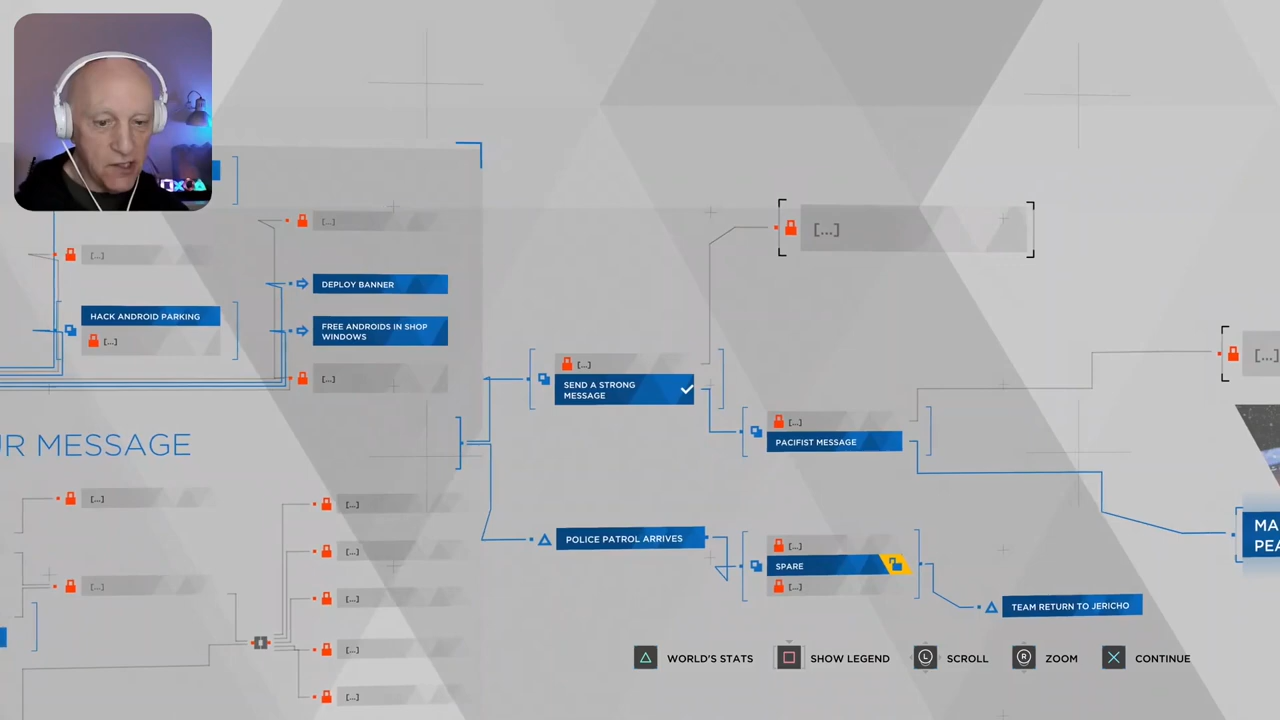 [...]
[...]
DEPLOY BANNER
HACK ANDROID PARKING
[...]
FREE ANDROIDS IN SHOP
WINDOWS
[...]
[...]
[...]
SEND A STRONG
MESSAGE
[...]
[...]
PACIFIST MESSAGE
UR MESSAGE
[...]
[...]
[...]
[...]
[...]
[...]
[...]
POLICE PATROL ARRIVES
[...]
SPARE
[...]
MA
PEA
TEAM RETURN TO JERICHO
WORLD'S STATS
SHOW LEGEND
L
SCROLL
R
ZOOM
CONTINUE